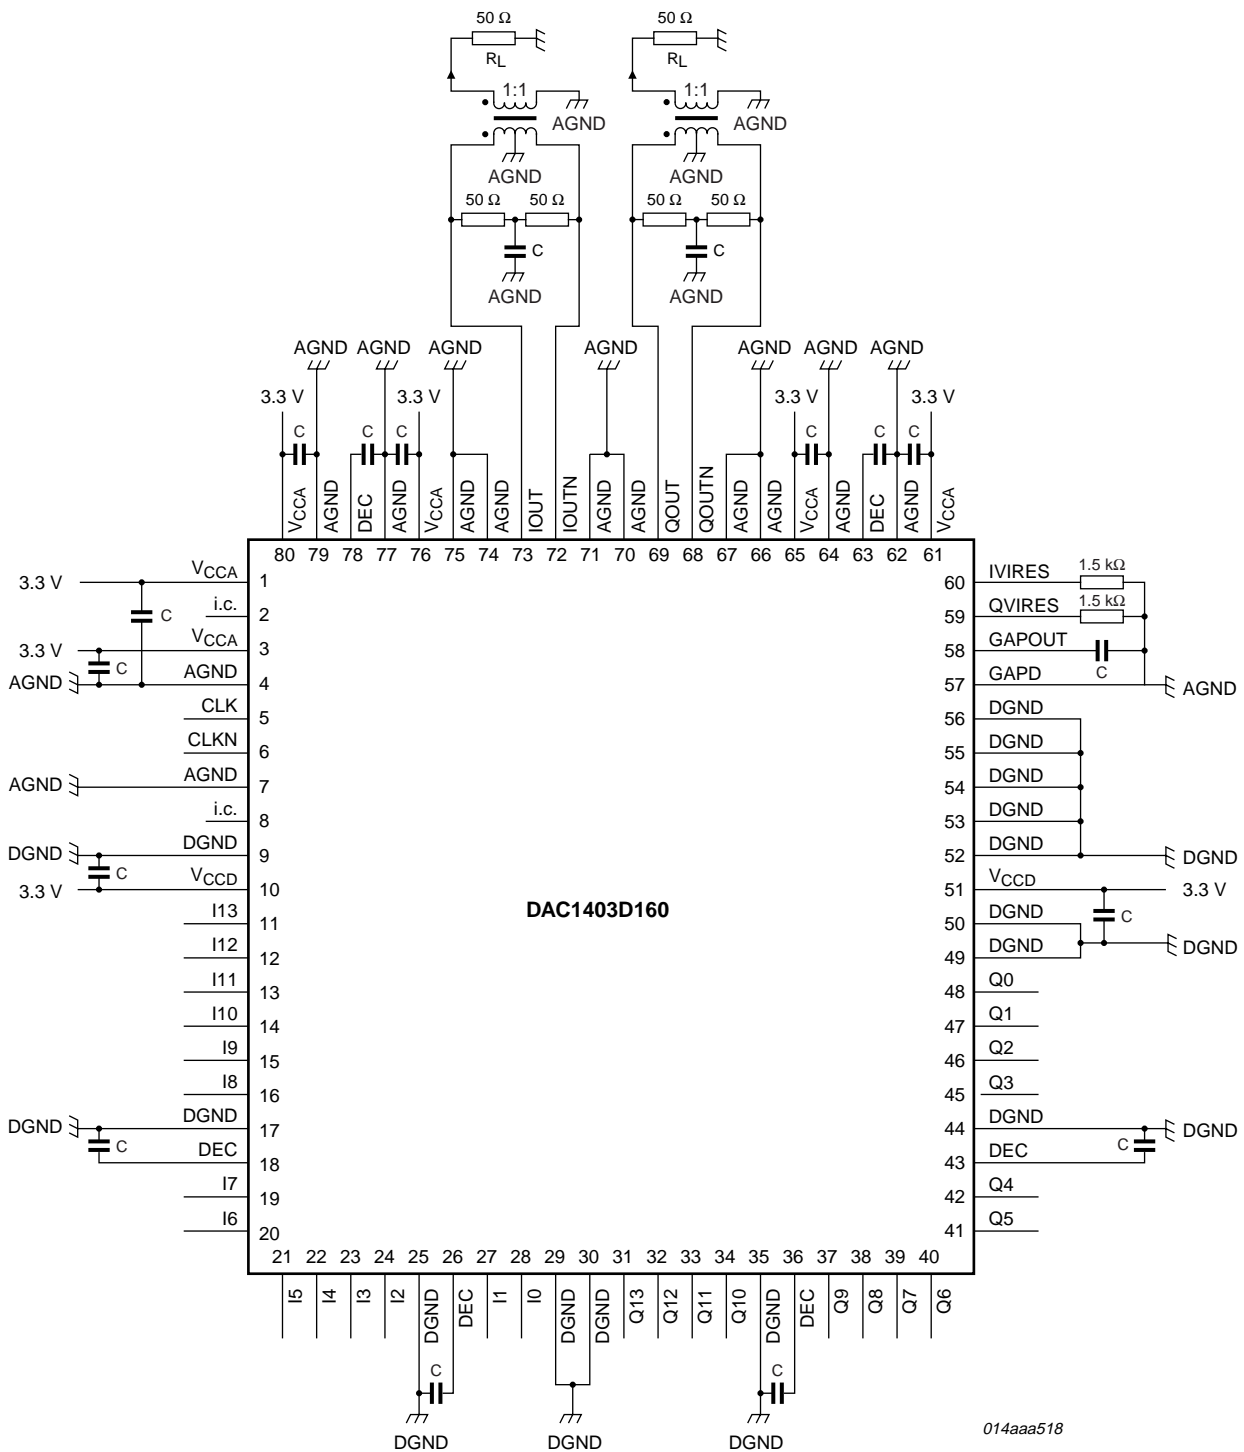 50 Ω 50 Ω
RL RL
1:1 1:1
AGND AGND
AGND AGND
50 Ω 50 Ω 50 Ω 50 Ω
C C
AGND AGND
AGND AGND AGND AGND AGND AGND AGND
3.3 V 3.3 V 3.3 V 3.3 V
C C C C C C
VCCA AGND DEC AGND VCCA AGND AGND IOUT IOUTN AGND AGND QOUT QOUTN AGND AGND VCCA AGND DEC AGND VCCA
80 79 78 77 76 75 74 73 72 71 70 69 68 67 66 65 64 63 62 61
3.3 V VCCA 1 60 IVIRES 1.5 kΩ
C
i.c. 2 59 QVIRES 1.5 kΩ
3.3 V VCCA 3 58 GAPOUT
C C
AGND AGND 4 57 GAPD AGND
CLK 5 56 DGND
CLKN 6 55 DGND
AGND AGND 7 54 DGND
i.c. 8 53 DGND
DGND DGND 9 52 DGND DGND
C
3.3 V VCCD 10 51 VCCD 3.3 V
DAC1403D160
I13 11 50 DGND
C
I12 12 49 DGND DGND
I11 13 48 Q0
I10 14 47 Q1
I9 15 46 Q2
I8 16 45 Q3
DGND DGND 17 44 DGND DGND
C C
DEC 18 43 DEC
I7 19 42 Q4
I6 20 41 Q5
21 22 23 24 25 26 27 28 29 30 31 32 33 34 35 36 37 38 39 40
I5 I4 I3 I2 DGND DEC I1 I0 DGND DGND Q13 Q12 Q11 Q10 DGND DEC Q9 Q8 Q7 Q6
C C
DGND DGND DGND
014aaa518